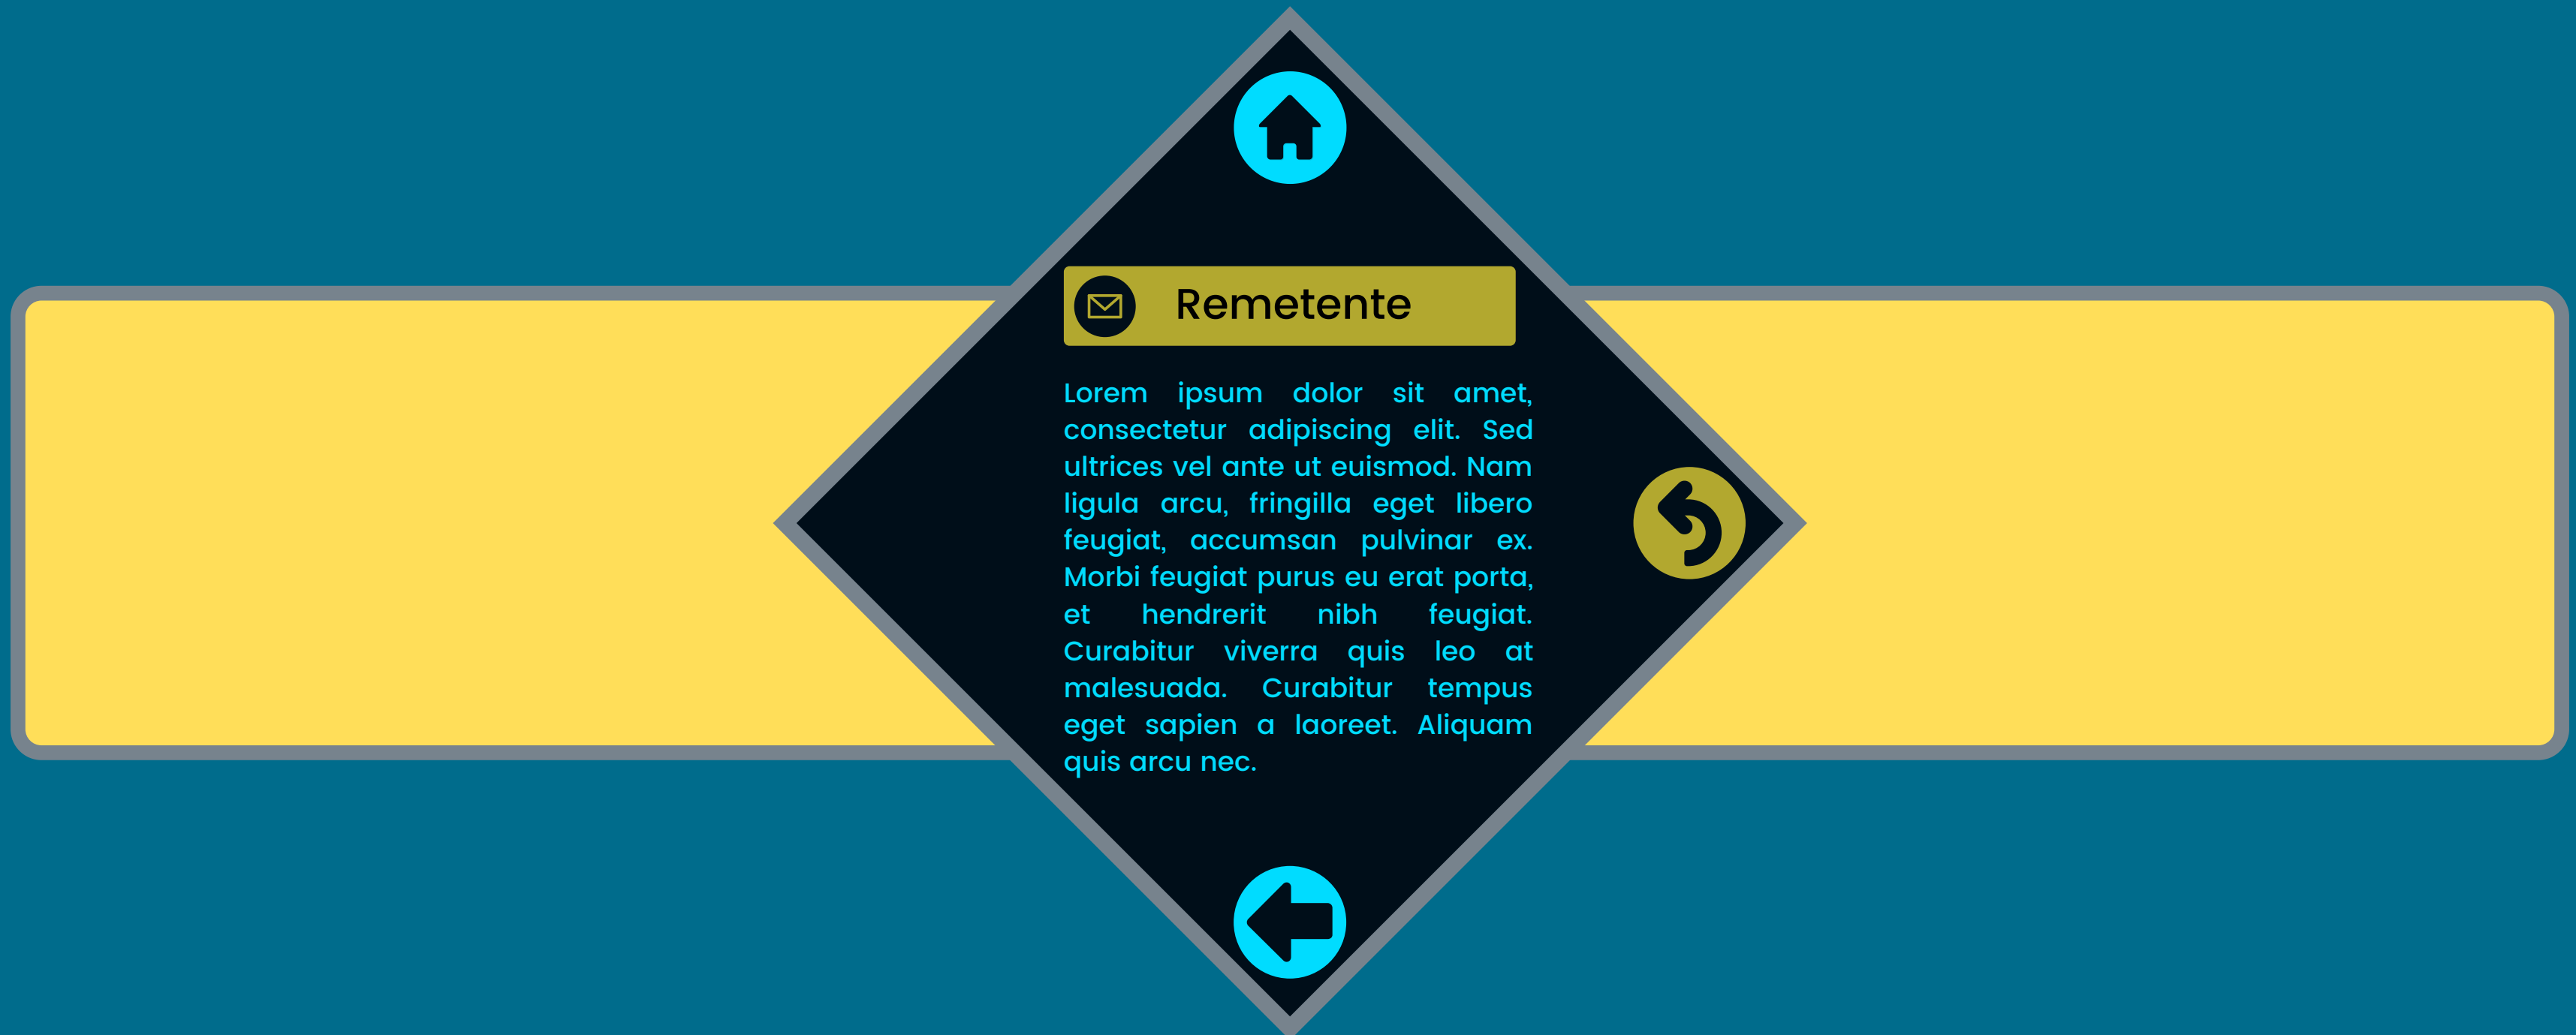 Remetente
Lorem ipsum dolor sit amet,
consectetur adipiscing elit. Sed
ultrices vel ante ut euismod. Nam
ligula arcu, fringilla eget libero
feugiat, accumsan pulvinar ex.
Morbi feugiat purus eu erat porta,
et hendrerit nibh feugiat.
Curabitur viverra quis leo at
malesuada. Curabitur tempus
eget sapien a laoreet. Aliquam
quis arcu nec.